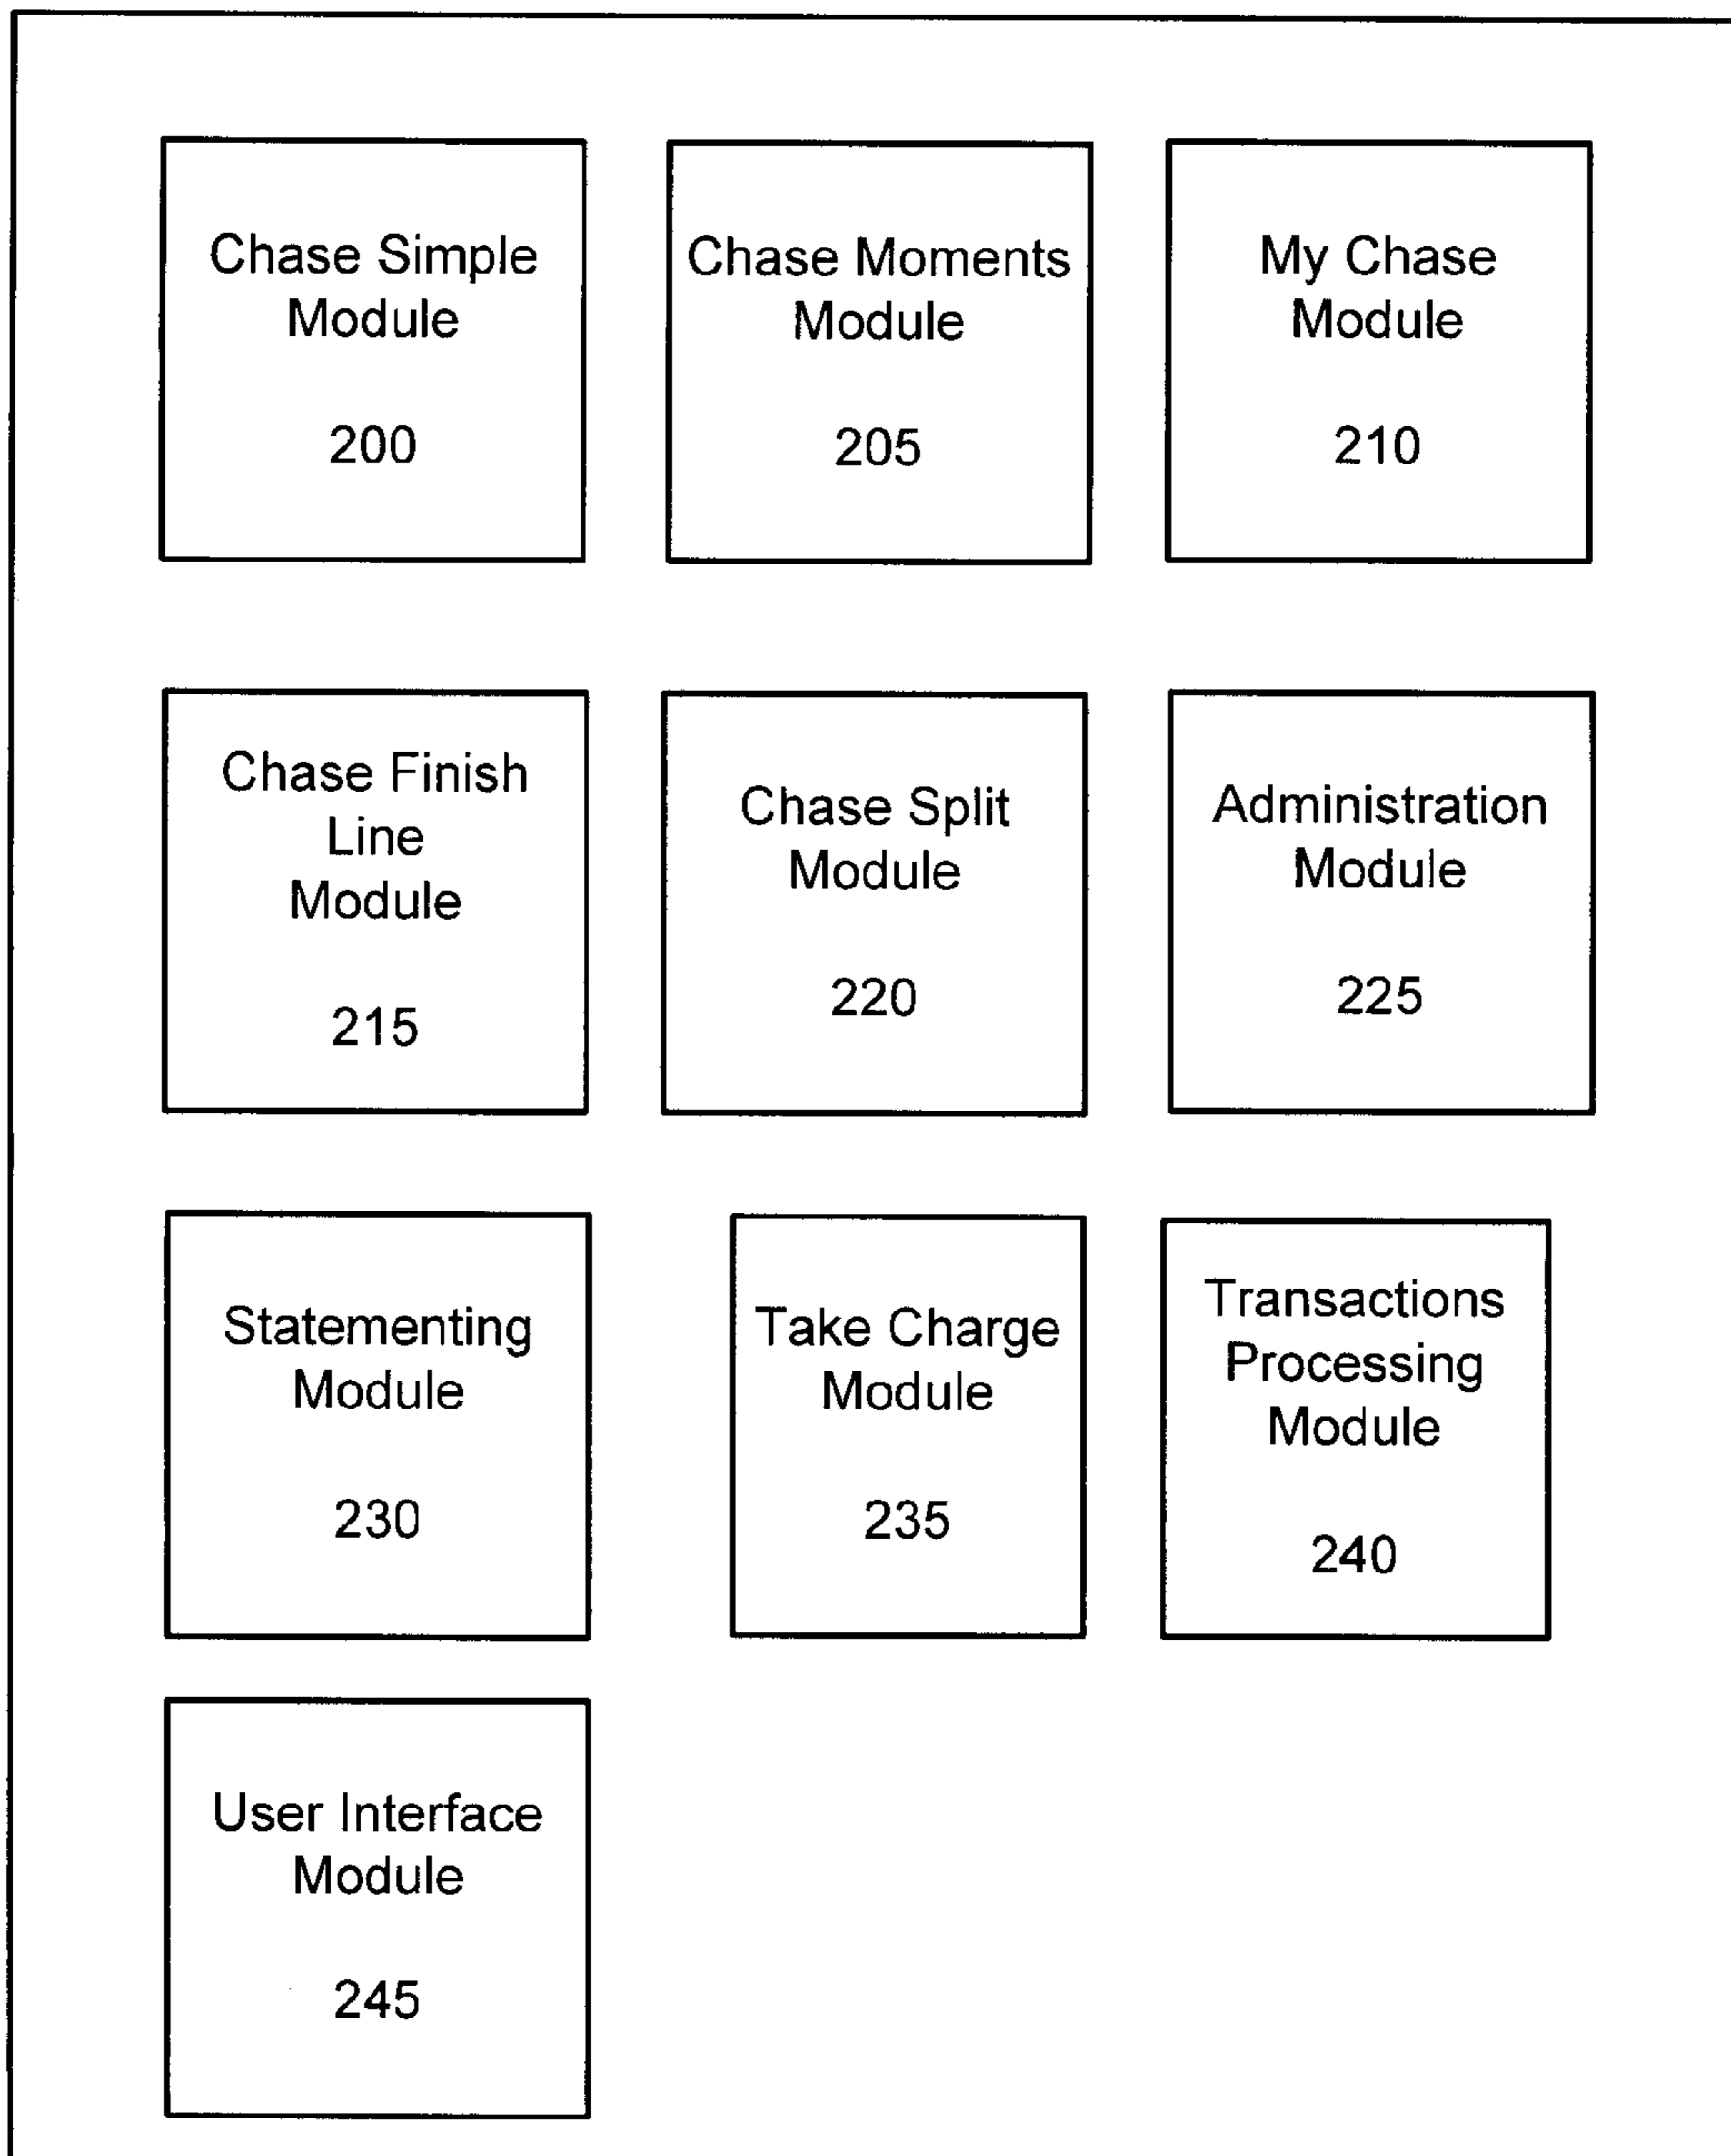 Chase Simple
Module
200
Chase Moments
Module
205
My Chase
Module
210
Chase Finish
Line
Module
215
Chase Split
Module
220
Administration
Module
225
Statementing
Module
230
Take Charge
Module
235
Transactions
Processing
Module
240
User Interface
Module
245